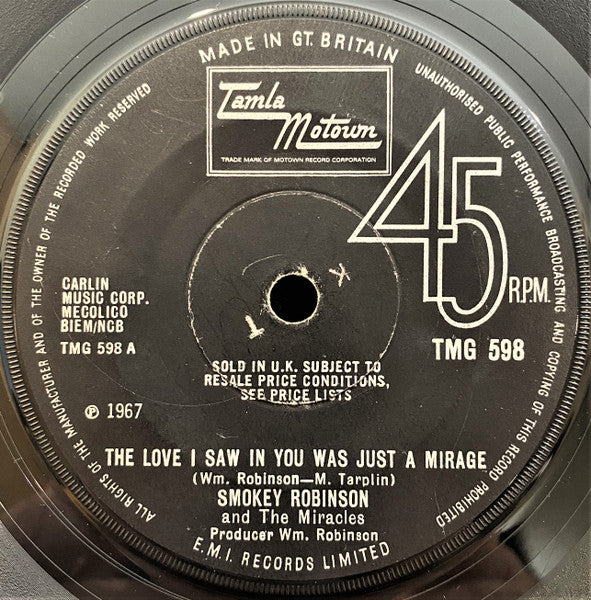 MADE IN GT. BRITAIN
UNAUTHORISED PUBLIC PERFORMANCE BROADCASTING AND COPYING OF THIS RECORD PROHIBITED
ALL RIGHTS OF THE MANUFACTURER AND OF THE OWNER OF THE RECORDED WORK RESERVED
Tamla
Motown
TRADE MARK OF MOTOWN RECORD CORPORATION
45
R.P.M.
CARLIN
MUSIC CORP.
MECOLICO
BIEM/NCB
TMG 598 A
TMG 598
SOLD IN U.K. SUBJECT TO
RESALE PRICE CONDITIONS,
SEE PRICE LISTS
℗ 1967
THE LOVE I SAW IN YOU WAS JUST A MIRAGE
(Wm. Robinson—M. Tarplin)
SMOKEY ROBINSON
and The Miracles
Producer Wm. Robinson
E.M.I. RECORDS LIMITED